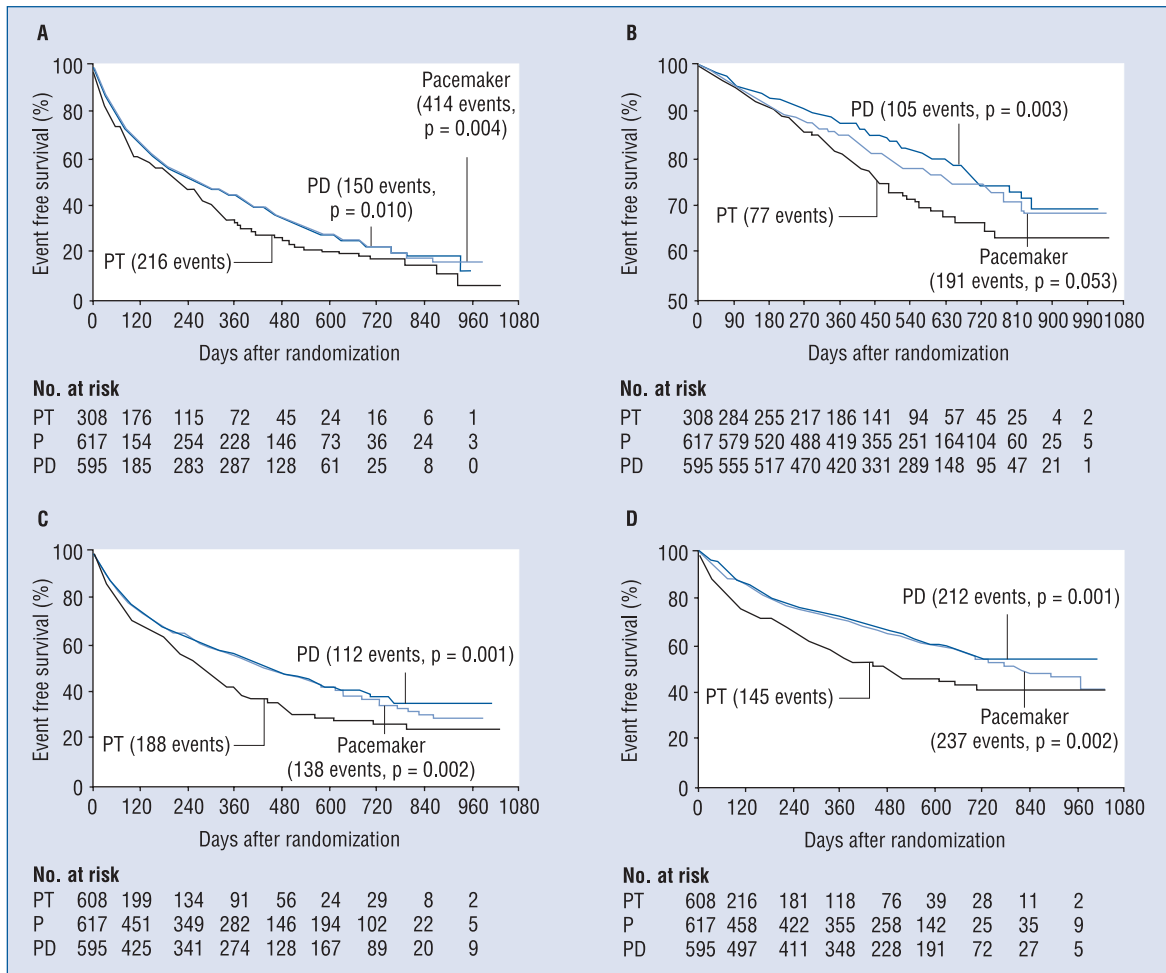 A
Event free survival (%)
100
80
60
40
20
0
Pacemaker
(414 events,
p = 0.004)
PD (150 events,
p = 0.010)
PT (216 events)
0 120 240 360 480 600 720 840 960 1080
Days after randomization
No. at risk
PT 308 176 115 72 45 24 16 6 1
P 617 154 254 228 146 73 36 24 3
PD 595 185 283 287 128 61 25 8 0
B
Event free survival (%)
100
90
80
70
60
50
PD (105 events, p = 0.003)
PT (77 events)
Pacemaker
(191 events, p = 0.053)
0 90 180 270 360 450 540 630 720 810 900 990 1080
Days after randomization
No. at risk
PT 308 284 255 217 186 141 94 57 45 25 4 2
P 617 579 520 488 419 355 251 164 104 60 25 5
PD 595 555 517 470 420 331 289 148 95 47 21 1
C
Event free survival (%)
100
80
60
40
20
0
PD (112 events, p = 0.001)
PT (188 events)
Pacemaker
(138 events, p = 0.002)
0 120 240 360 480 600 720 840 960 1080
Days after randomization
No. at risk
PT 608 199 134 91 56 24 29 8 2
P 617 451 349 282 146 194 102 22 5
PD 595 425 341 274 128 167 89 20 9
D
Event free survival (%)
100
80
60
40
20
0
PD (212 events, p = 0.001)
PT (145 events)
Pacemaker
(237 events, p = 0.002)
0 120 240 360 480 600 720 840 960 1080
Days after randomization
No. at risk
PT 608 216 181 118 76 39 28 11 2
P 617 458 422 355 258 142 25 35 9
PD 595 497 411 348 228 191 72 27 5